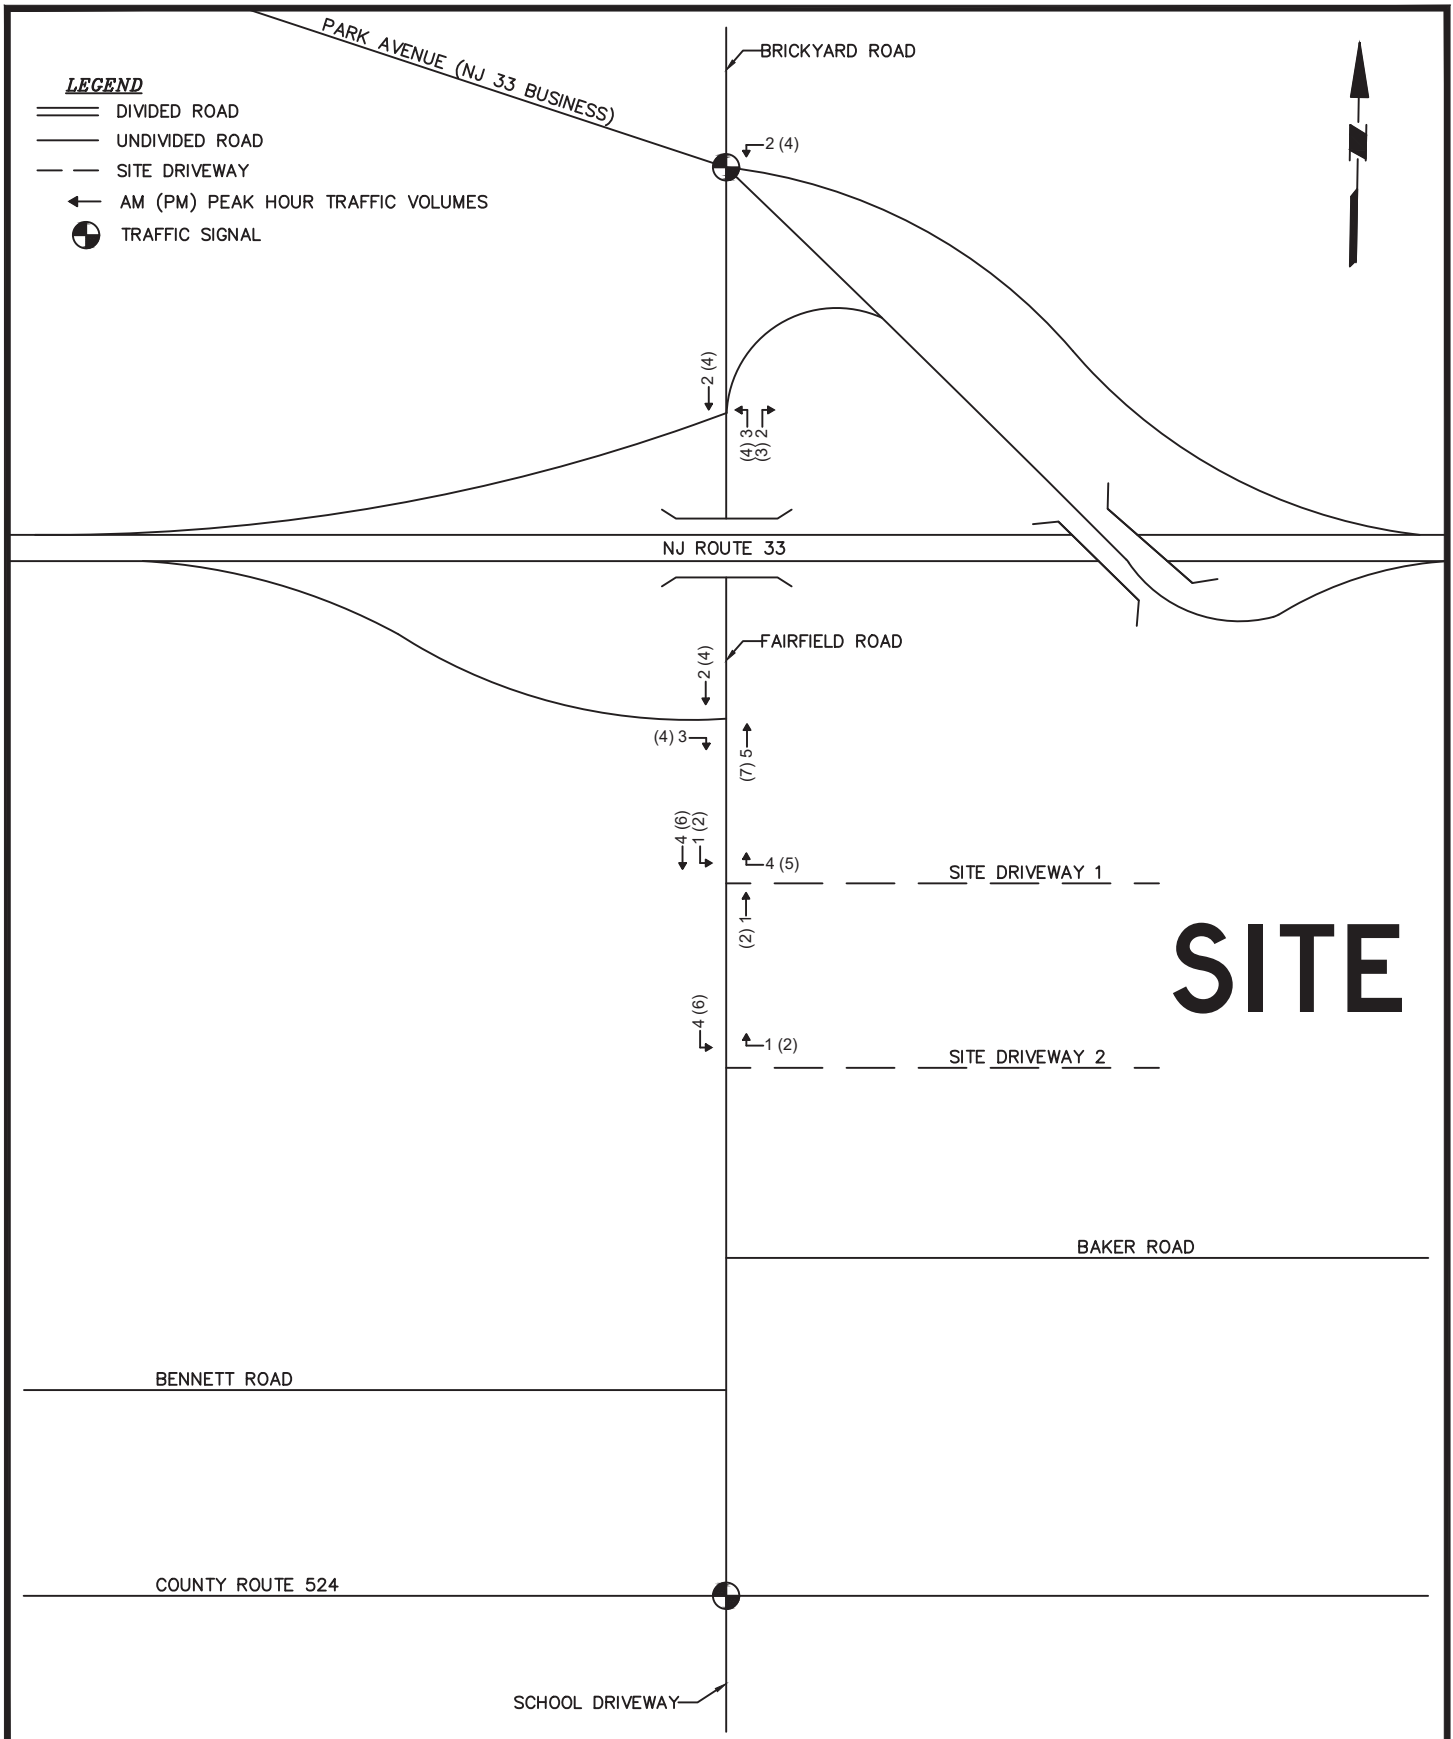 PARK AVENUE (NJ 33 BUSINESS)
BRICKYARD ROAD
LEGEND
DIVIDED ROAD
UNDIVIDED ROAD
SITE DRIVEWAY
AM (PM) PEAK HOUR TRAFFIC VOLUMES
TRAFFIC SIGNAL
2 (4)
2 (4)
(4) 3
(3) 2
NJ ROUTE 33
FAIRFIELD ROAD
2 (4)
(4) 3
(7) 5
4 (6)
1 (2)
4 (5)
SITE DRIVEWAY 1
(2) 1
SITE
4 (6)
1 (2)
SITE DRIVEWAY 2
BAKER ROAD
BENNETT ROAD
COUNTY ROUTE 524
SCHOOL DRIVEWAY